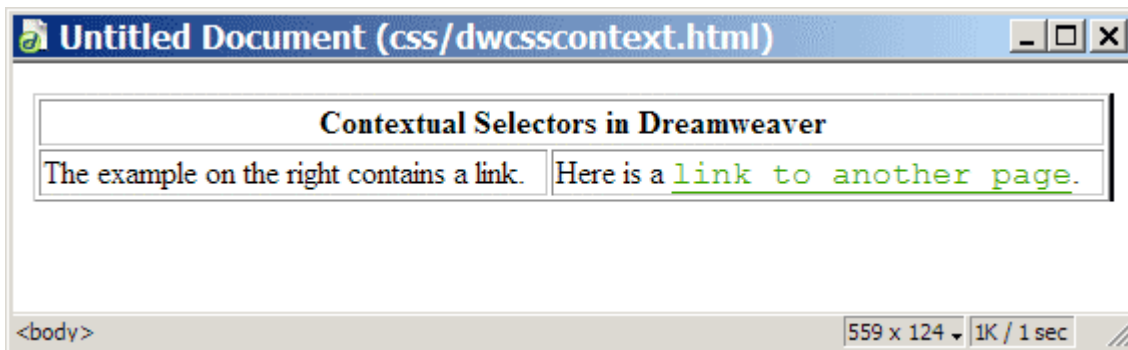 Untitled Document (css/dwcsscontext.html)
Contextual Selectors in Dreamweaver
The example on the right contains a link. Here is a link to another page.
<body> 559 x 124 1K / 1 sec